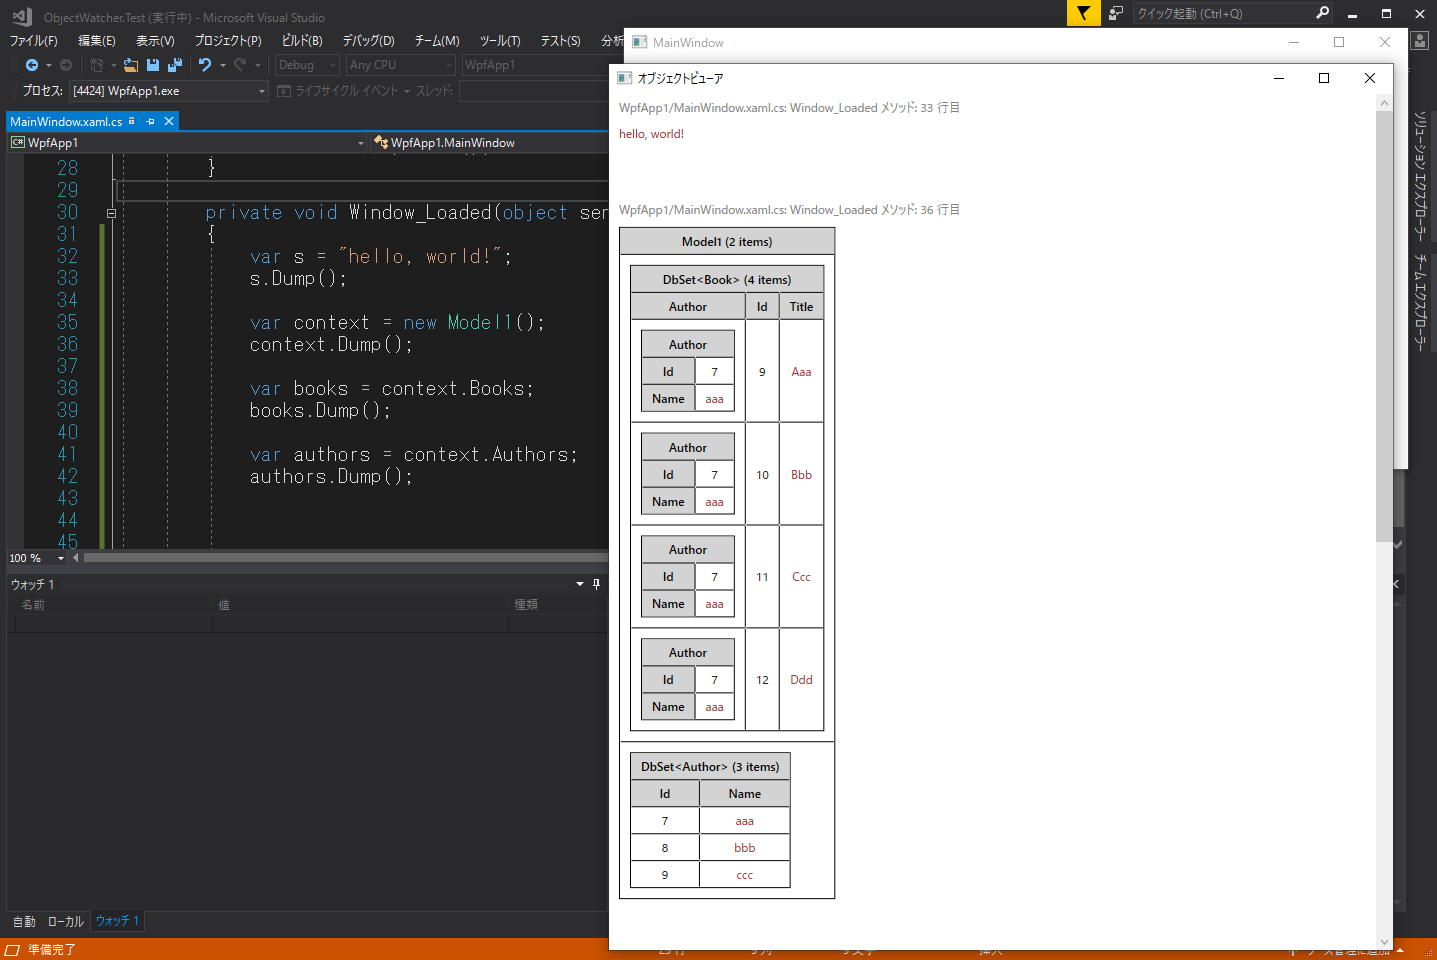 ObjectWatcher.Test (実行中) - Microsoft Visual Studio
クイック起動 (Ctrl+Q)
ファイル(F) 編集(E) 表示(V) プロジェクト(P) ビルド(B) デバッグ(D) チーム(M) ツール(T) テスト(S) 分析
Debug Any CPU WpfApp1
プロセス: [4424] WpfApp1.exe ライフサイクル イベント スレッド:
MainWindow.xaml.cs
C# WpfApp1 WpfApp1.MainWindow
28 }
29
30 private void Window_Loaded(object ser
31 {
32 var s = "hello, world!";
33 s.Dump();
34
35 var context = new Model1();
36 context.Dump();
37
38 var books = context.Books;
39 books.Dump();
40
41 var authors = context.Authors;
42 authors.Dump();
43
44
45
100 %
ウォッチ 1
名前 値 種類
自動 ローカル ウォッチ 1
準備完了
MainWindow
オブジェクトビューア
WpfApp1/MainWindow.xaml.cs: Window_Loaded メソッド: 33 行目
hello, world!
WpfApp1/MainWindow.xaml.cs: Window_Loaded メソッド: 36 行目
Model1 (2 items)
DbSet<Book> (4 items)
Author Id Title
Author
Id 7 9 Aaa
Name aaa
Author
Id 7 10 Bbb
Name aaa
Author
Id 7 11 Ccc
Name aaa
Author
Id 7 12 Ddd
Name aaa
DbSet<Author> (3 items)
Id Name
7 aaa
8 bbb
9 ccc
ソリューション エクスプローラー
チーム エクスプローラー